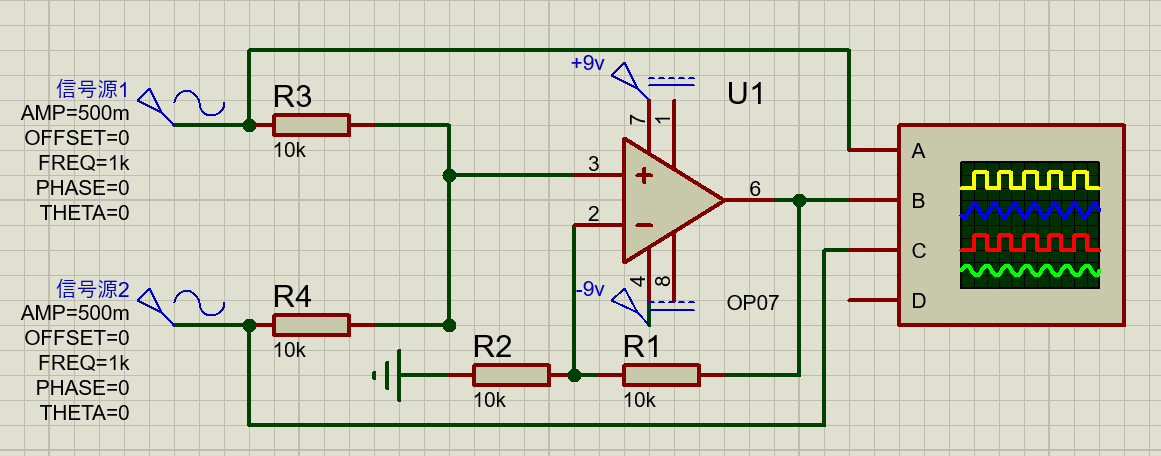 信号源1
AMP=500m
OFFSET=0
FREQ=1k
PHASE=0
THETA=0
R3
10k
+9v
U1
7
1
3
2
6
4
8
-9v
OP07
A
B
C
D
信号源2
AMP=500m
OFFSET=0
FREQ=1k
PHASE=0
THETA=0
R4
10k
R2
10k
R1
10k